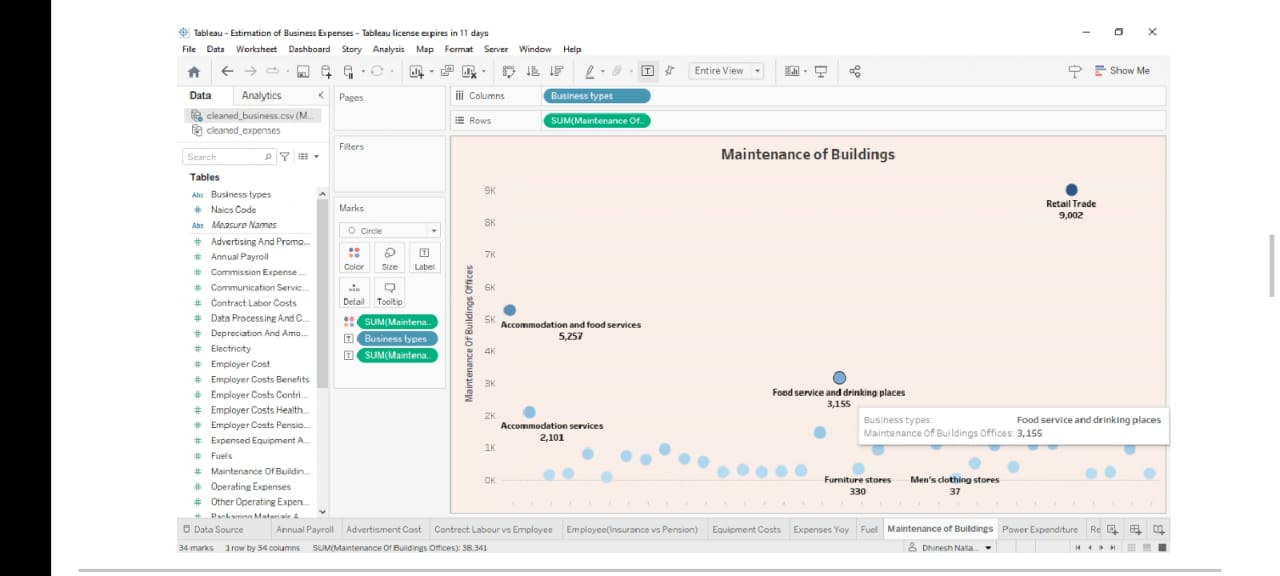 Tableau - Estimation of Business Expenses - Tableau license expires in 11 days
File Data Worksheet Dashboard Story Analysis Map Format Server Window Help
Entire View
Show Me
Data Analytics
cleaned_business.csv (M...
cleaned_expenses
Search
Tables
Abc Business types
# Naics Code
Abc Measure Names
# Advertising And Promo...
# Annual Payroll
# Commission Expense ...
# Communication Servic...
# Contract Labor Costs
# Data Processing And C...
# Depreciation And Amo...
# Electricity
# Employer Cost
# Employer Costs Benefits
# Employer Costs Contri...
# Employer Costs Health...
# Employer Costs Pensio...
# Expensed Equipment A...
# Fuels
# Maintenance Of Buildin...
# Operating Expenses
# Other Operating Expen...
Pages
Filters
Marks
Circle
Color Size Label
Detail Tooltip
SUM(Maintena..
Business types
SUM(Maintena..
Columns Business types
Rows SUM(Maintenance Of..
Maintenance of Buildings
Maintenance Of Buildings Offices
9K
8K
7K
6K
5K
4K
3K
2K
1K
0K
Retail Trade
9,002
Accommodation and food services
5,257
Food service and drinking places
3,155
Business types: Food service and drinking places
Maintenance Of Buildings Offices: 3,155
Accommodation services
2,101
Furniture stores
330
Men's clothing stores
37
Data Source Annual Payroll Advertisment Cost Contrect Labour vs Employee Employee(Insurance vs Pension) Equipment Costs Expenses Yoy Fuel Maintenance of Buildings Power Expenditure Re
34 marks 1 row by 34 columns SUM(Maintenance Of Buildings Offices): 38,341
Dhinesh Nalla...